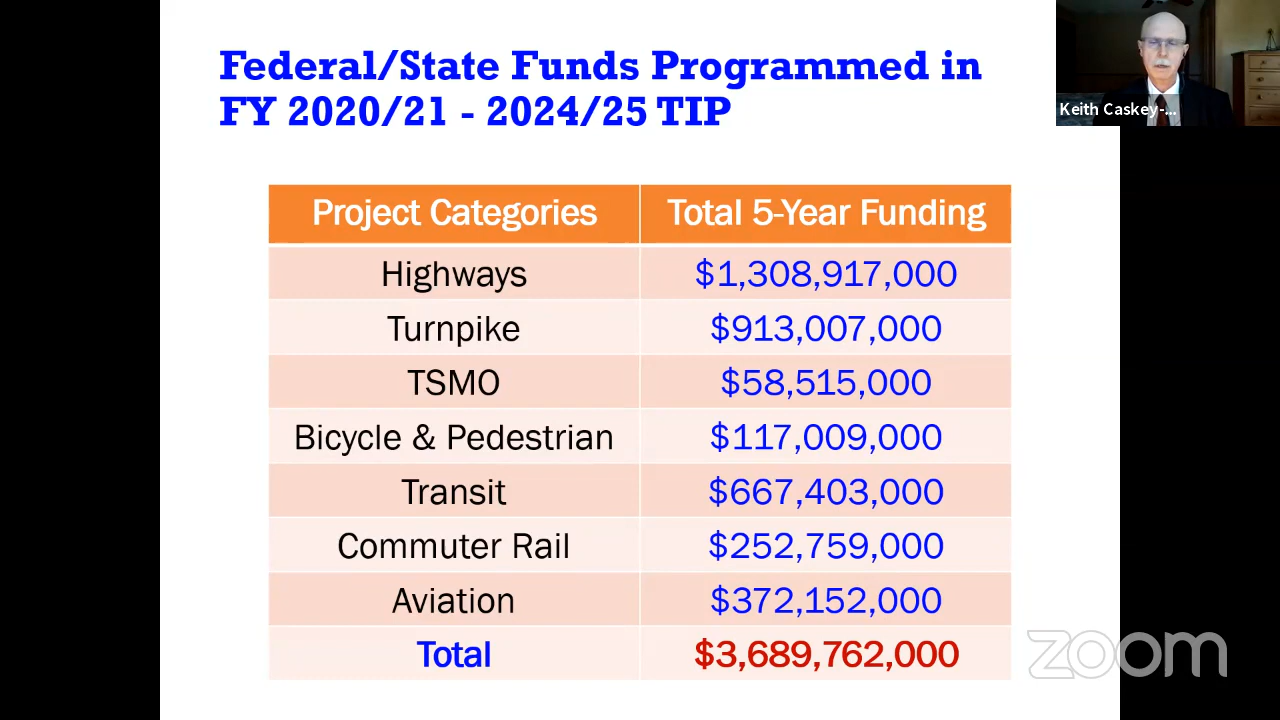 Federal/State Funds Programmed in
FY 2020/21 - 2024/25 TIP
Keith Caskey-...
Project Categories Total 5-Year Funding
Highways $1,308,917,000
Turnpike $913,007,000
TSMO $58,515,000
Bicycle & Pedestrian $117,009,000
Transit $667,403,000
Commuter Rail $252,759,000
Aviation $372,152,000
Total $3,689,762,000
zoom